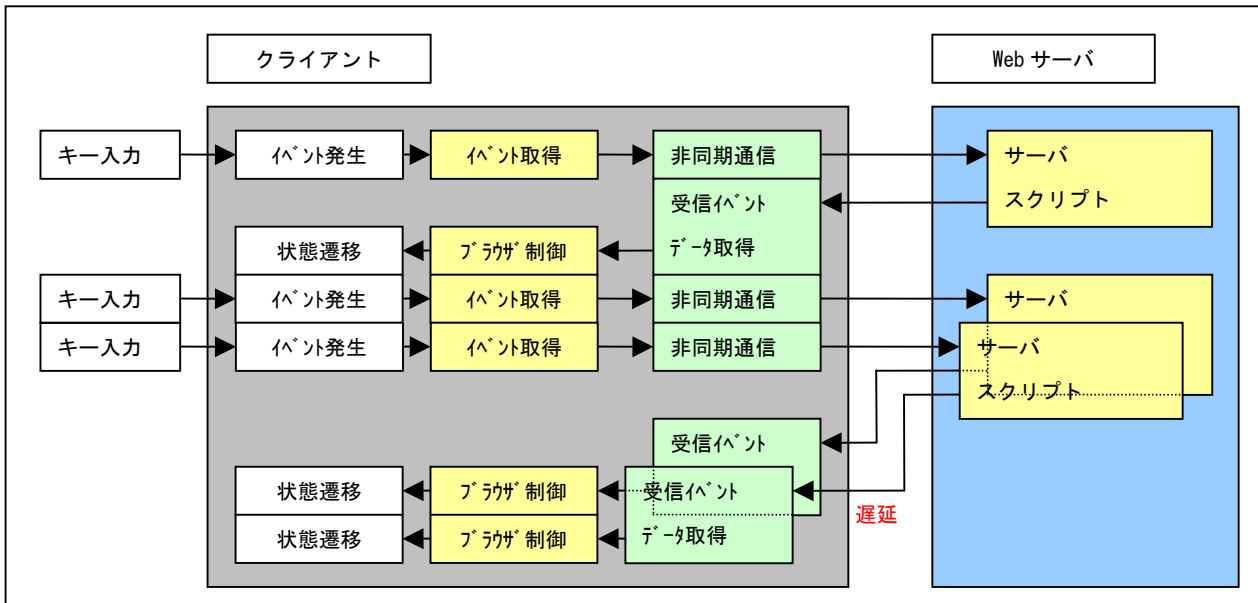 クライアント
Web サーバ
キー入力
ｲﾍﾞﾝﾄ発生
ｲﾍﾞﾝﾄ取得
非同期通信
サーバ
スクリプト
受信ｲﾍﾞﾝﾄ
データ取得
ﾌﾞﾗｳｻﾞ制御
状態遷移
キー入力
ｲﾍﾞﾝﾄ発生
ｲﾍﾞﾝﾄ取得
非同期通信
サーバ
キー入力
ｲﾍﾞﾝﾄ発生
ｲﾍﾞﾝﾄ取得
非同期通信
サーバ
スクリプト
受信ｲﾍﾞﾝﾄ
状態遷移
ﾌﾞﾗｳｻﾞ制御
受信ｲﾍﾞﾝﾄ
遅延
状態遷移
ﾌﾞﾗｳｻﾞ制御
データ取得